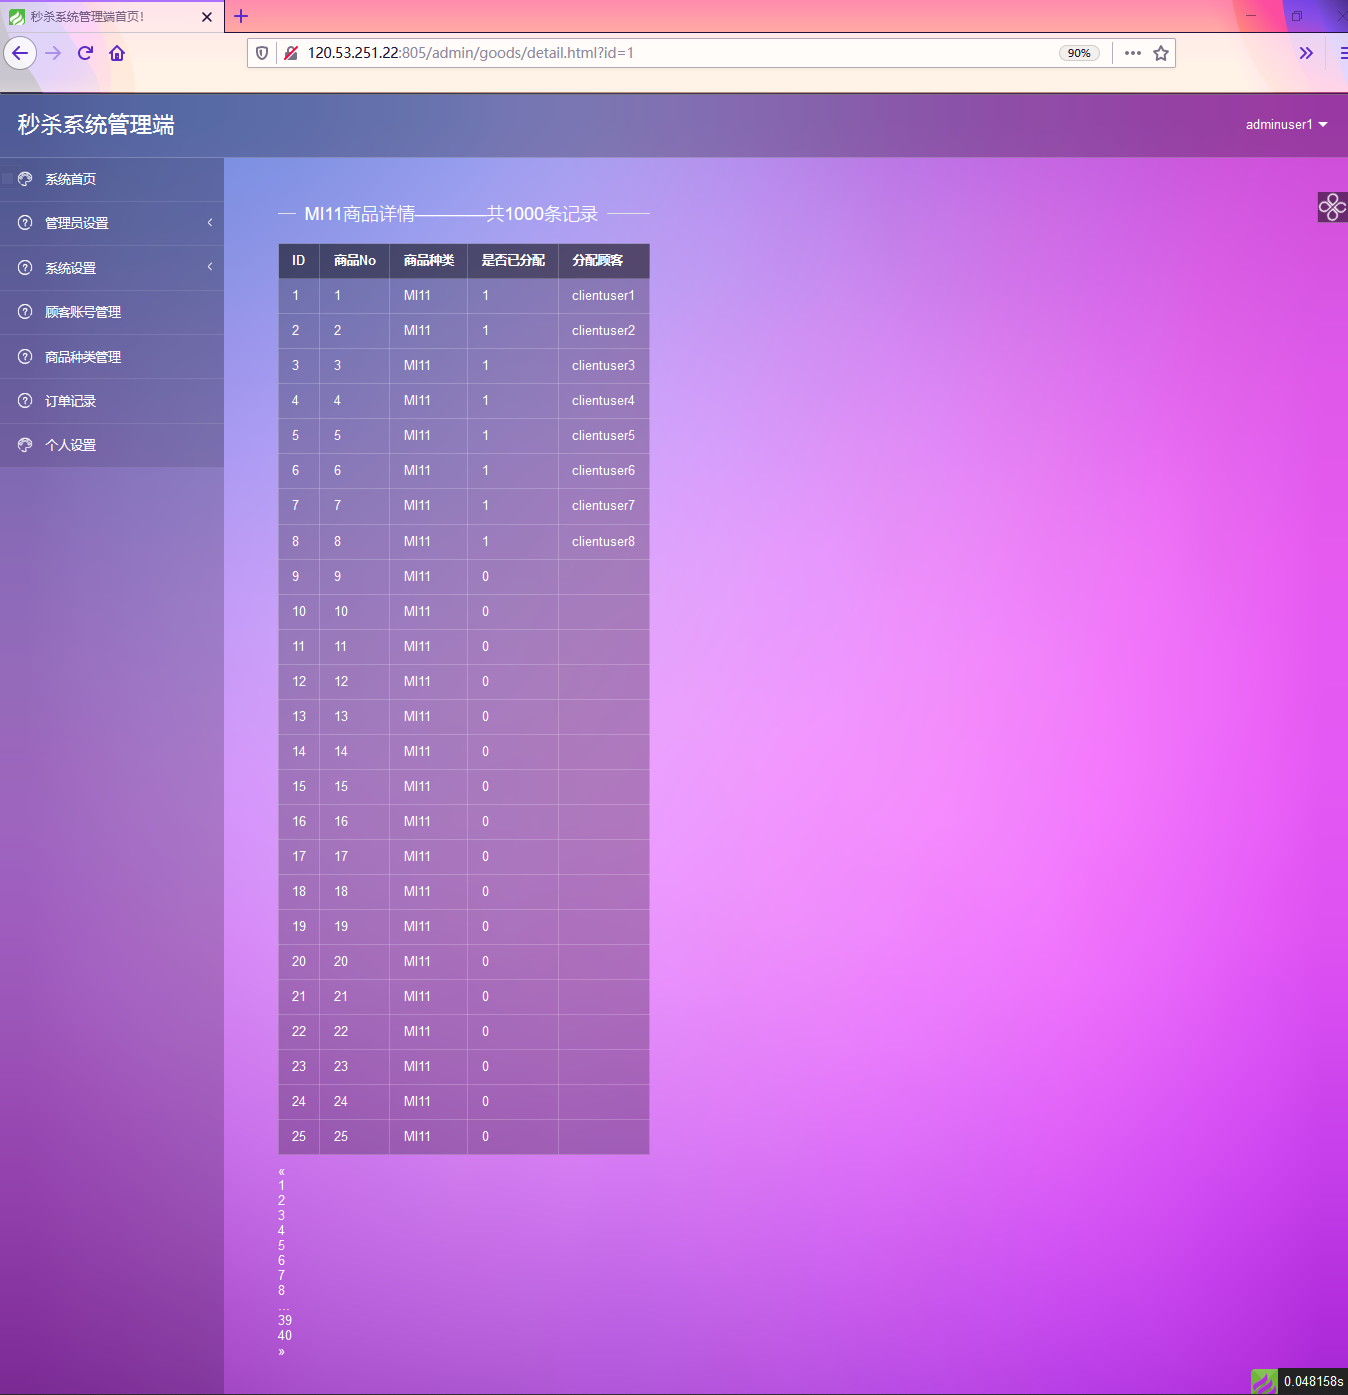 秒杀系统管理端首页!
120.53.251.22:805/admin/goods/detail.html?id=1
90%
秒杀系统管理端
adminuser1
系统首页
管理员设置
系统设置
顾客账号管理
商品种类管理
订单记录
个人设置
MI11商品详情————共1000条记录
ID 商品No 商品种类 是否已分配 分配顾客
1 1 MI11 1 clientuser1
2 2 MI11 1 clientuser2
3 3 MI11 1 clientuser3
4 4 MI11 1 clientuser4
5 5 MI11 1 clientuser5
6 6 MI11 1 clientuser6
7 7 MI11 1 clientuser7
8 8 MI11 1 clientuser8
9 9 MI11 0
10 10 MI11 0
11 11 MI11 0
12 12 MI11 0
13 13 MI11 0
14 14 MI11 0
15 15 MI11 0
16 16 MI11 0
17 17 MI11 0
18 18 MI11 0
19 19 MI11 0
20 20 MI11 0
21 21 MI11 0
22 22 MI11 0
23 23 MI11 0
24 24 MI11 0
25 25 MI11 0
«
1
2
3
4
5
6
7
8
...
39
40
»
0.048158s